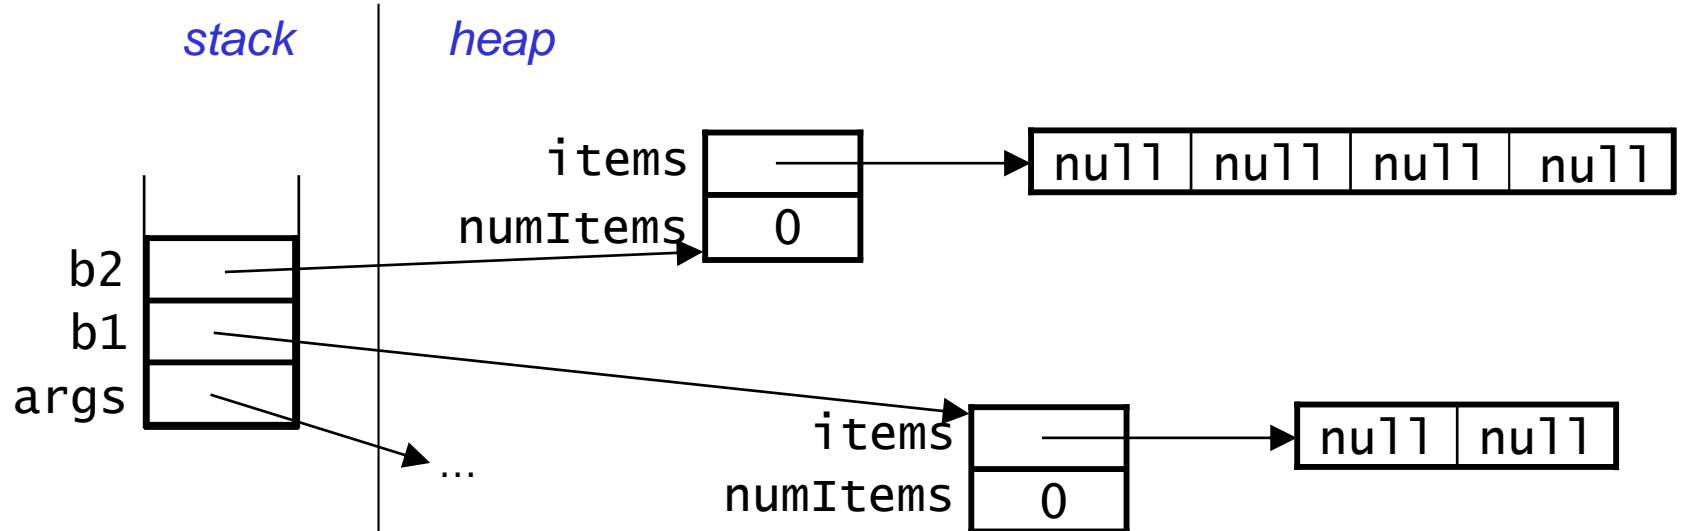 stack heap
items null null null null
numItems 0
b2
b1
args
items null null
...
numItems 0